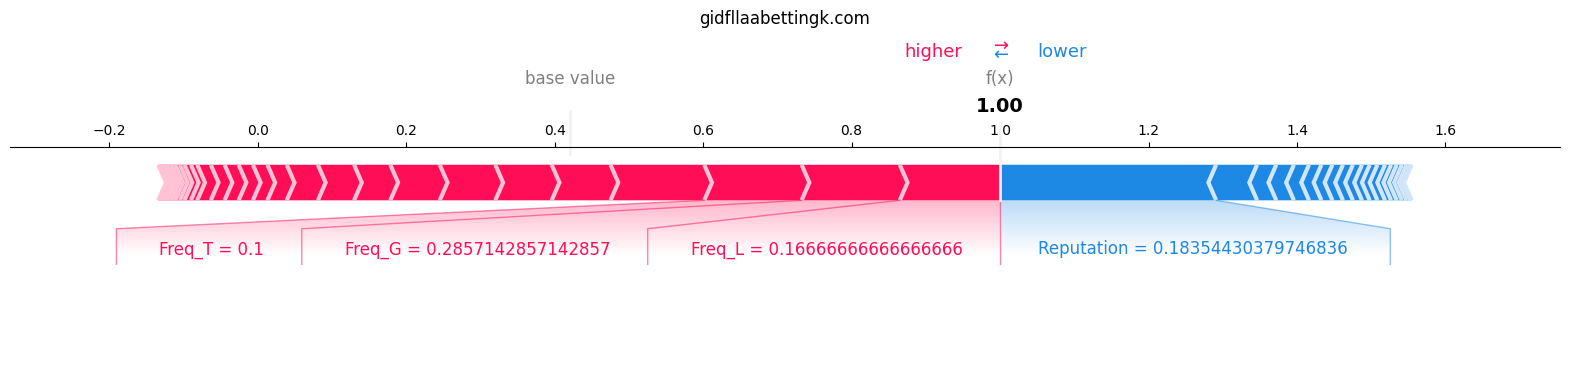 gidfllaabettingk.com
higher ⇄ lower
base value f(x)
1.00
−0.2 0.0 0.2 0.4 0.6 0.8 1 0 1.2 1.4 1.6
Freq_T = 0.1 Freq_G = 0.2857142857142857 Freq_L = 0.16666666666666666 Reputation = 0.18354430379746836